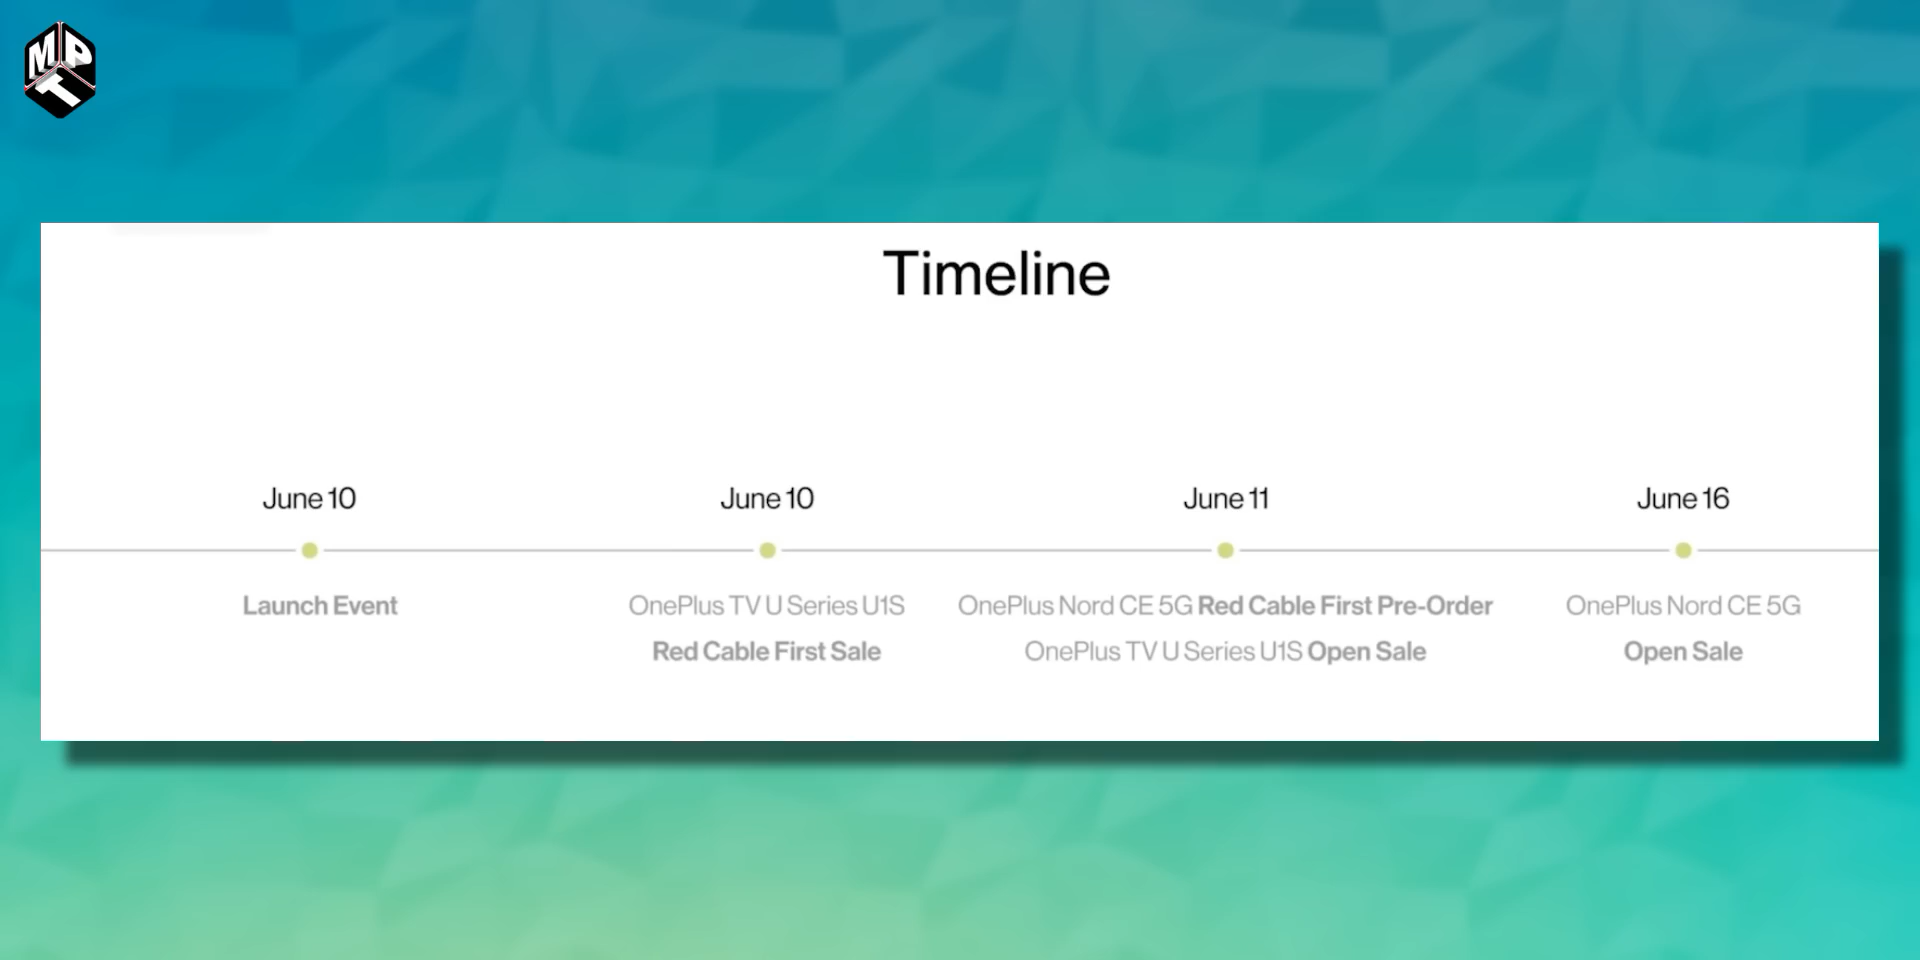 MPT
Timeline
June 10
June 10
June 11
June 16
Launch Event
OnePlus TV U Series U1S
Red Cable First Sale
OnePlus Nord CE 5G Red Cable First Pre-Order
OnePlus TV U Series U1S Open Sale
OnePlus Nord CE 5G
Open Sale